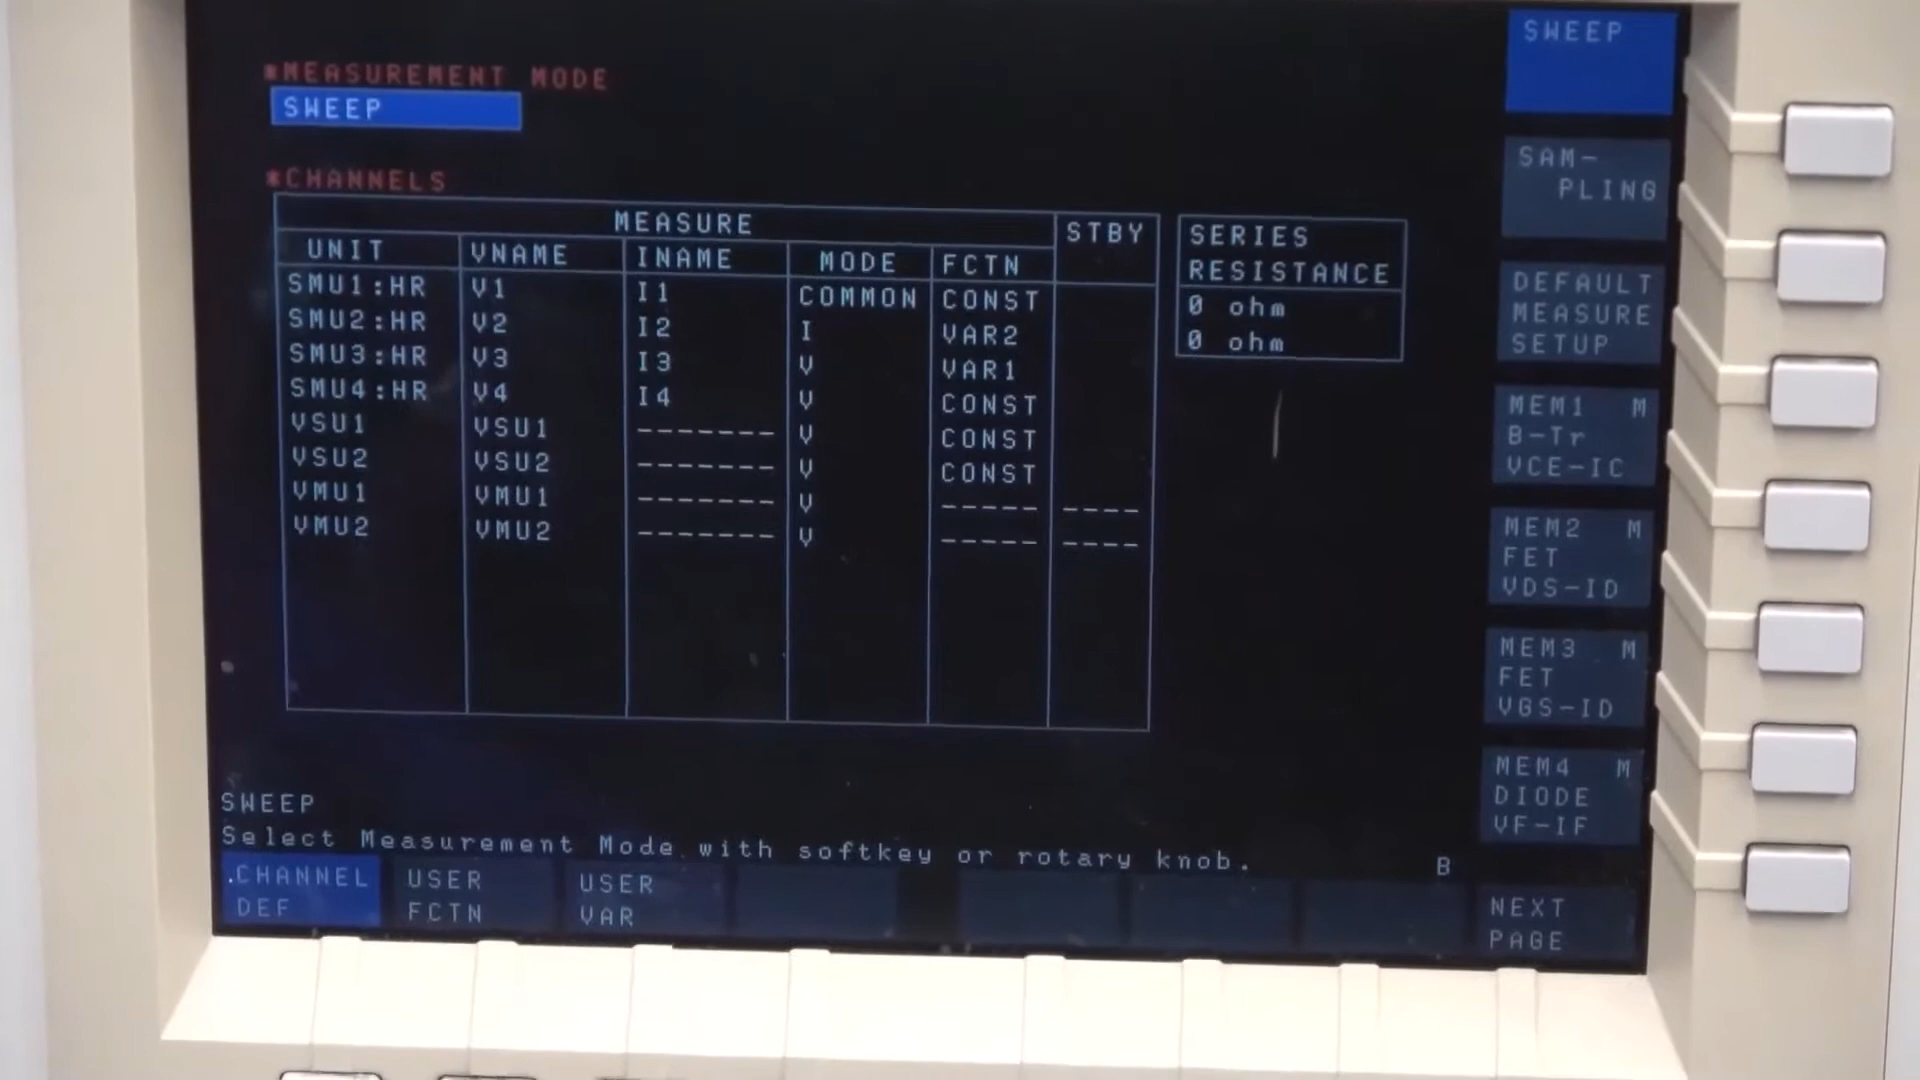 *MEASUREMENT MODE
SWEEP
*CHANNELS
MEASURE
STBY
UNIT VNAME INAME MODE FCTN
SMU1:HR V1 I1 COMMON CONST
SMU2:HR V2 I2 I VAR2
SMU3:HR V3 I3 V VAR1
SMU4:HR V4 I4 V CONST
VSU1 VSU1 ------- V CONST
VSU2 VSU2 ------- V CONST
VMU1 VMU1 ------- V ----- ----
VMU2 VMU2 ------- V ----- ----
SERIES
RESISTANCE
0 ohm
0 ohm
SWEEP
SAM-
PLING
DEFAULT
MEASURE
SETUP
MEM1 M
B-Tr
VCE-IC
MEM2 M
FET
VDS-ID
MEM3 M
FET
VGS-ID
MEM4 M
DIODE
VF-IF
SWEEP
Select Measurement Mode with softkey or rotary knob.
B
.CHANNEL
DEF
USER
FCTN
USER
VAR
NEXT
PAGE